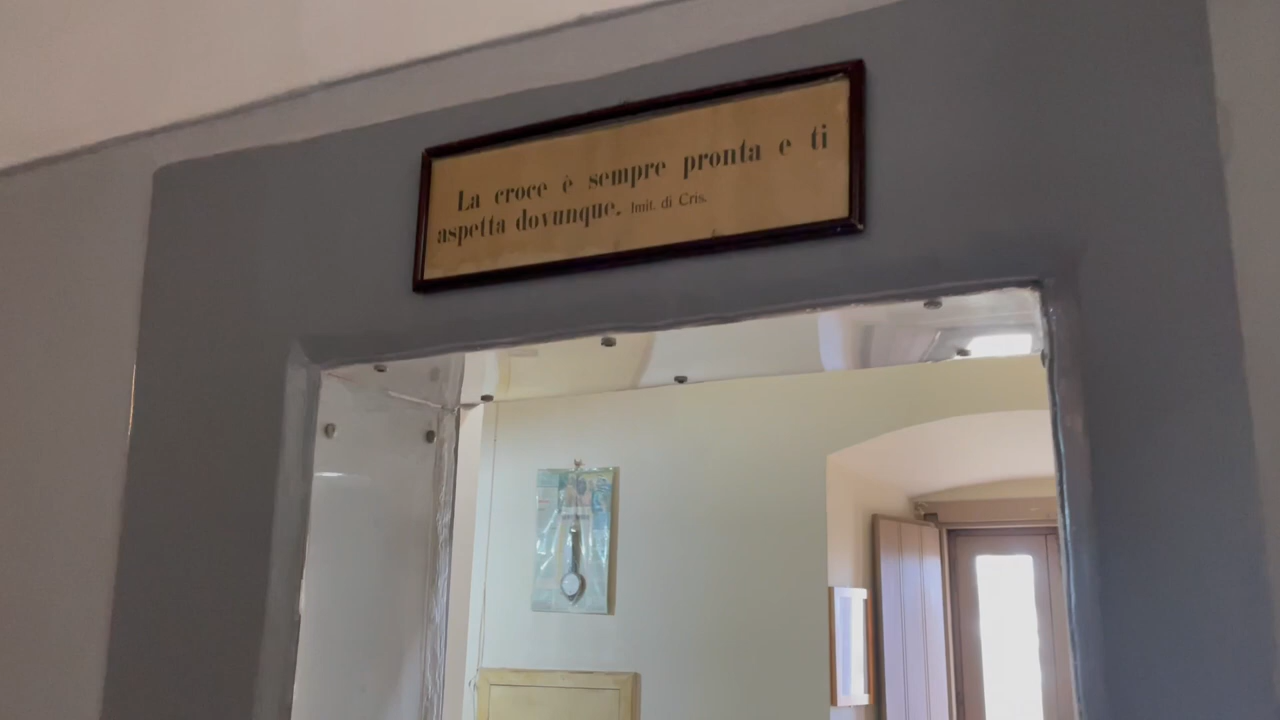 La croce è sempre pronta e ti
aspetta dovunque. Imit. di Cris.